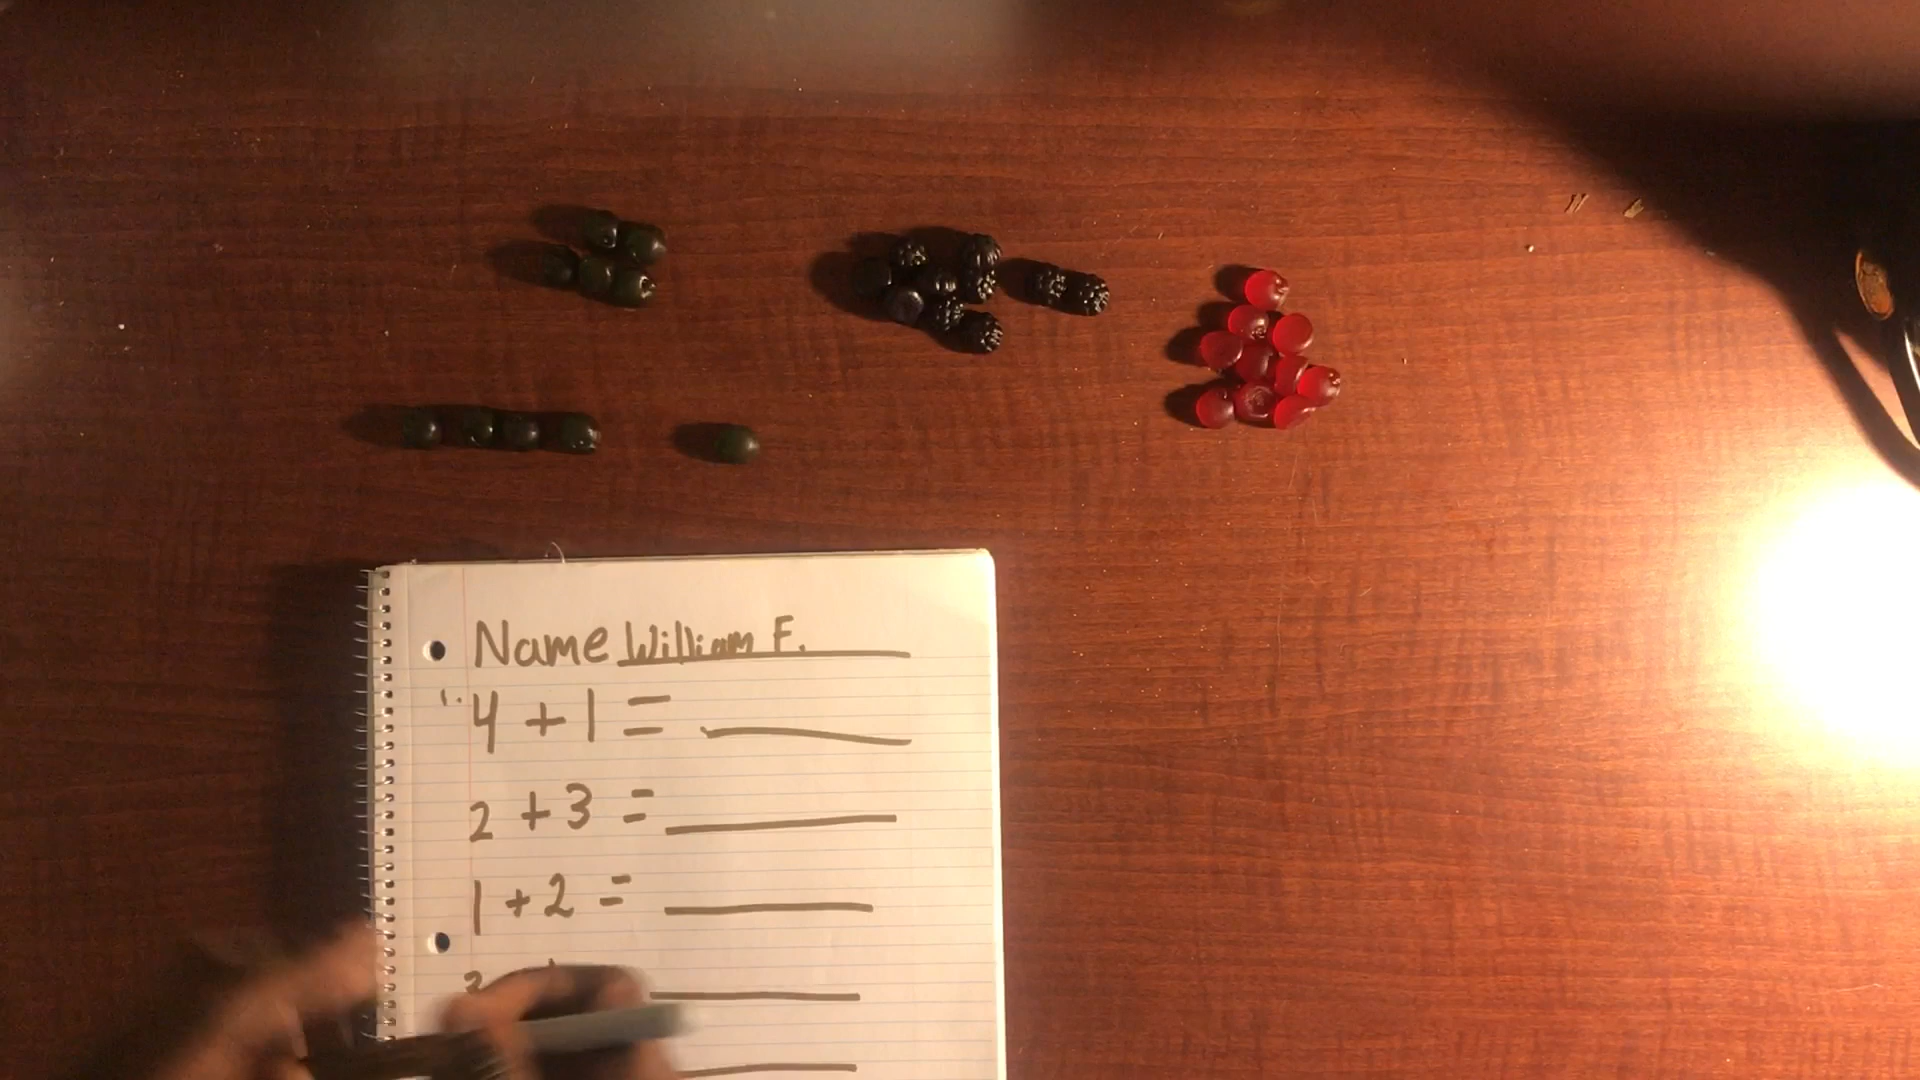 Name William F.
1. 4 + 1 =
2 + 3 =
1 + 2 =